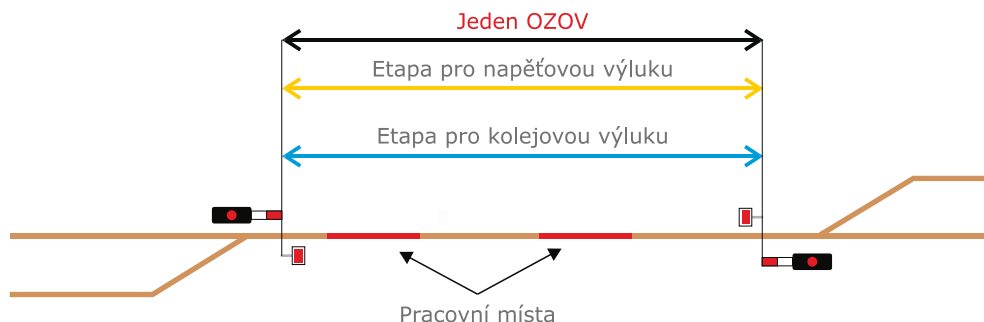 Jeden OZOV
Etapa pro napěťovou výluku
Etapa pro kolejovou výluku
Pracovní místa